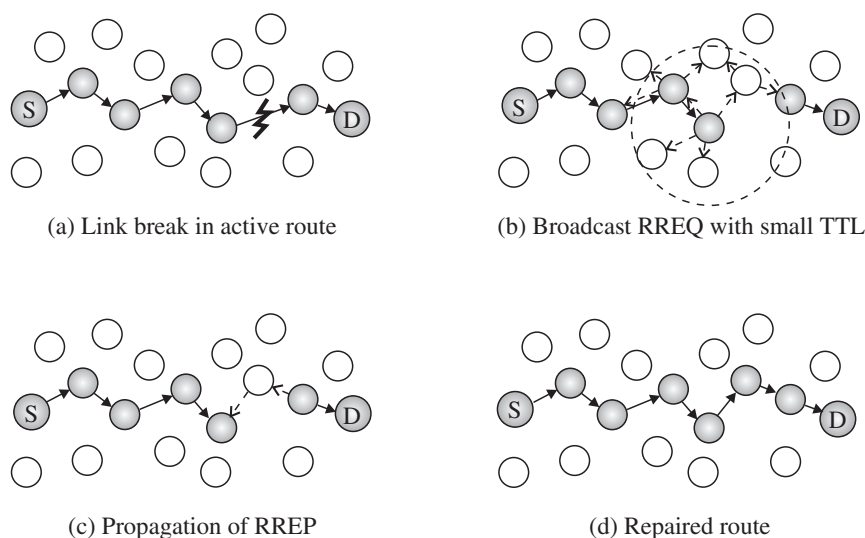 S
D
(a) Link break in active route
S
D
(b) Broadcast RREQ with small TTL
S
D
(c) Propagation of RREP
S
D
(d) Repaired route